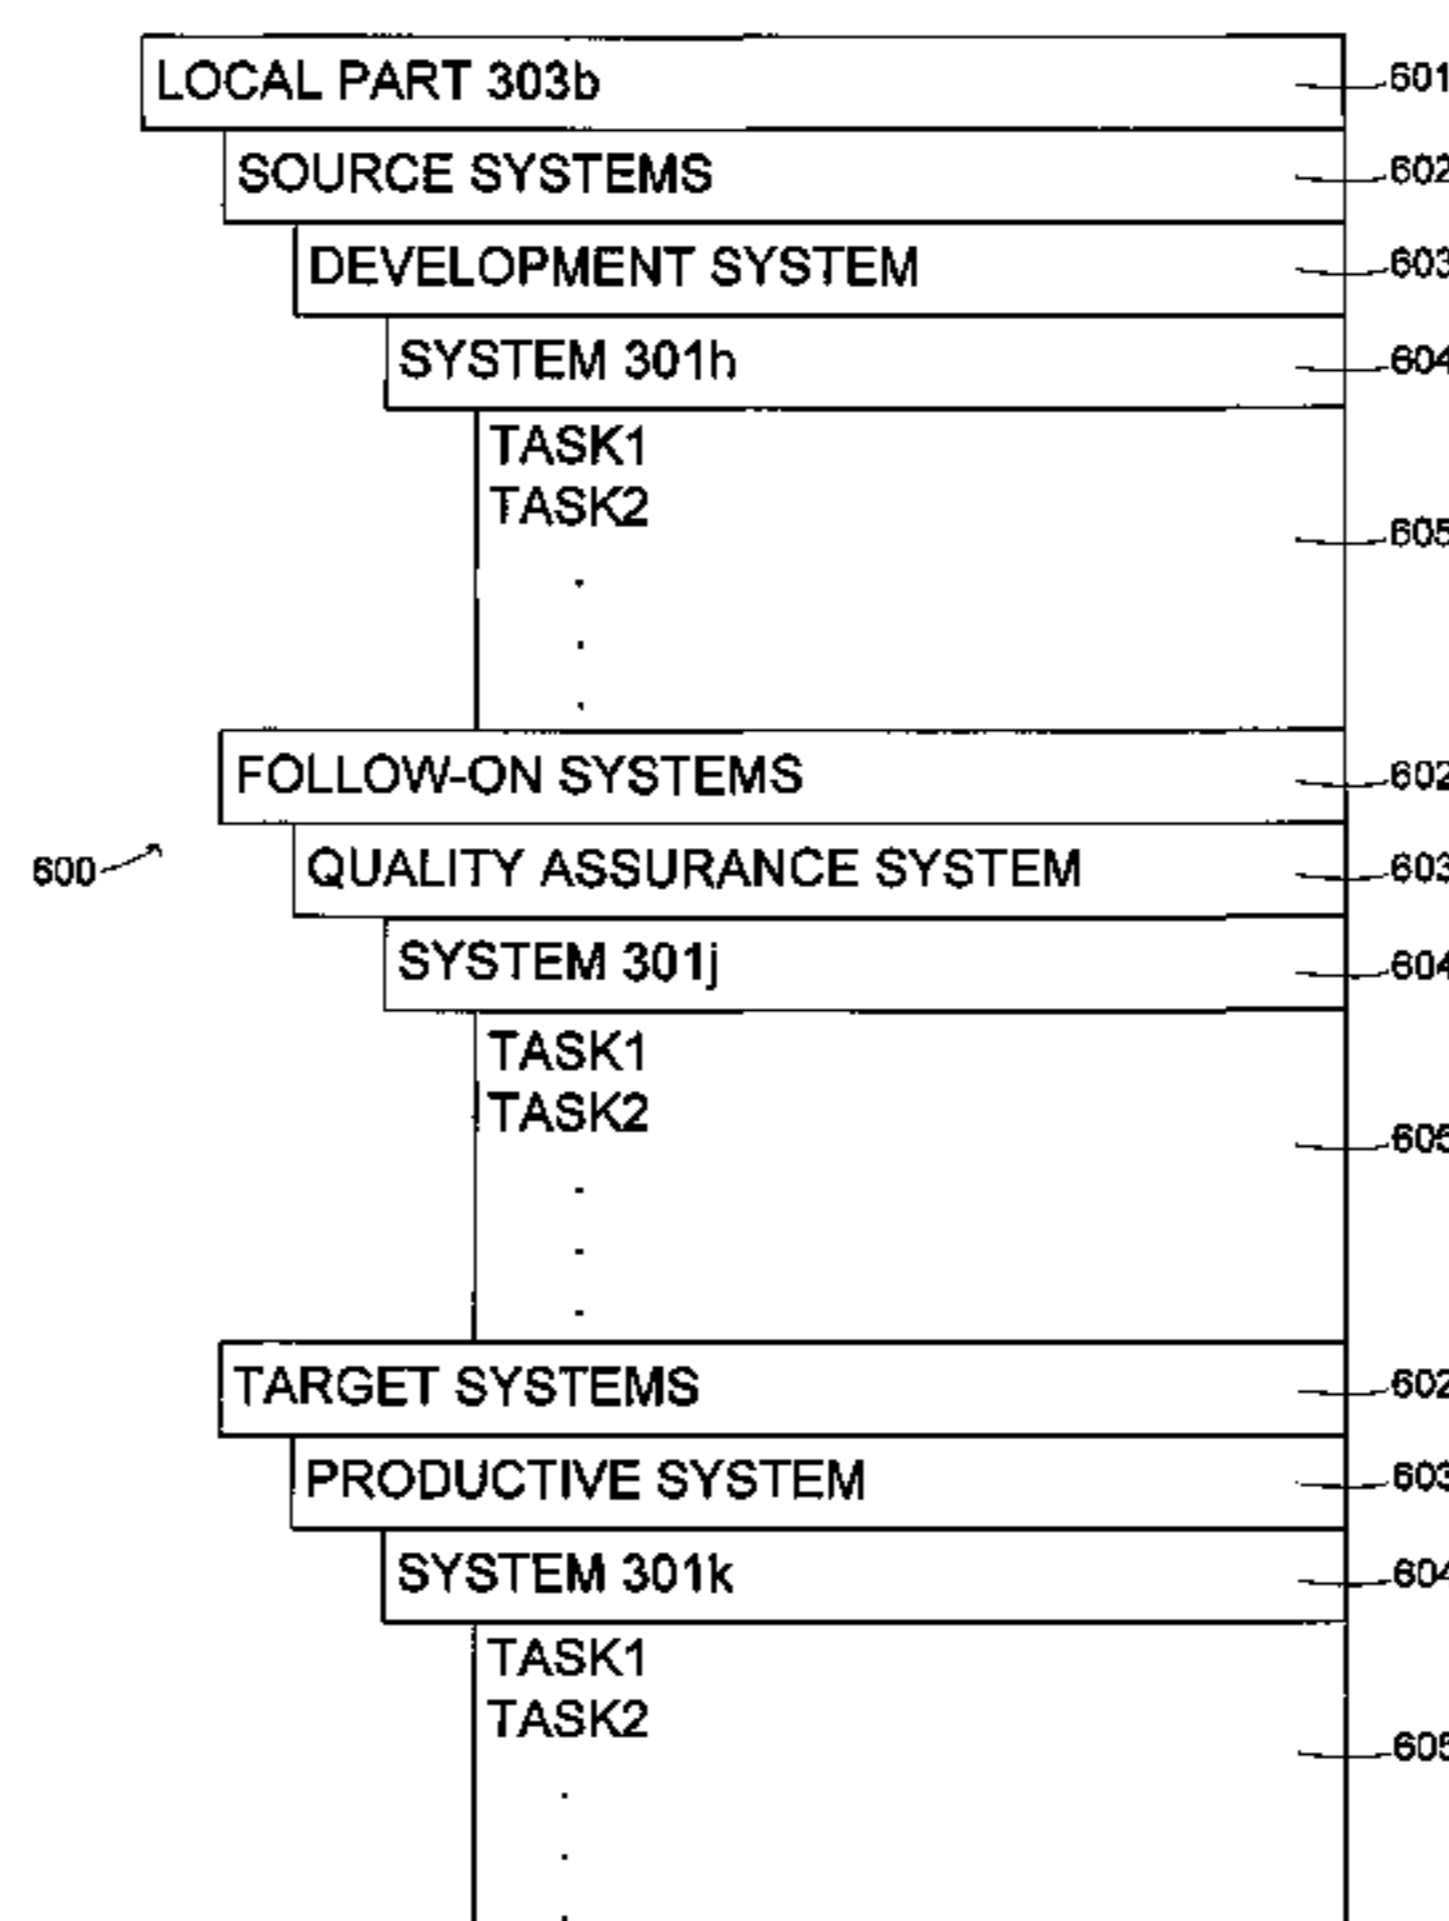 LOCAL PART 303b 601
SOURCE SYSTEMS 602
DEVELOPMENT SYSTEM 603
SYSTEM 301h 604
TASK1
TASK2
605
.
.
.
FOLLOW-ON SYSTEMS 602
600
QUALITY ASSURANCE SYSTEM 603
SYSTEM 301j 604
TASK1
TASK2
605
.
.
.
TARGET SYSTEMS 602
PRODUCTIVE SYSTEM 603
SYSTEM 301k 604
TASK1
TASK2
605
.
.
.